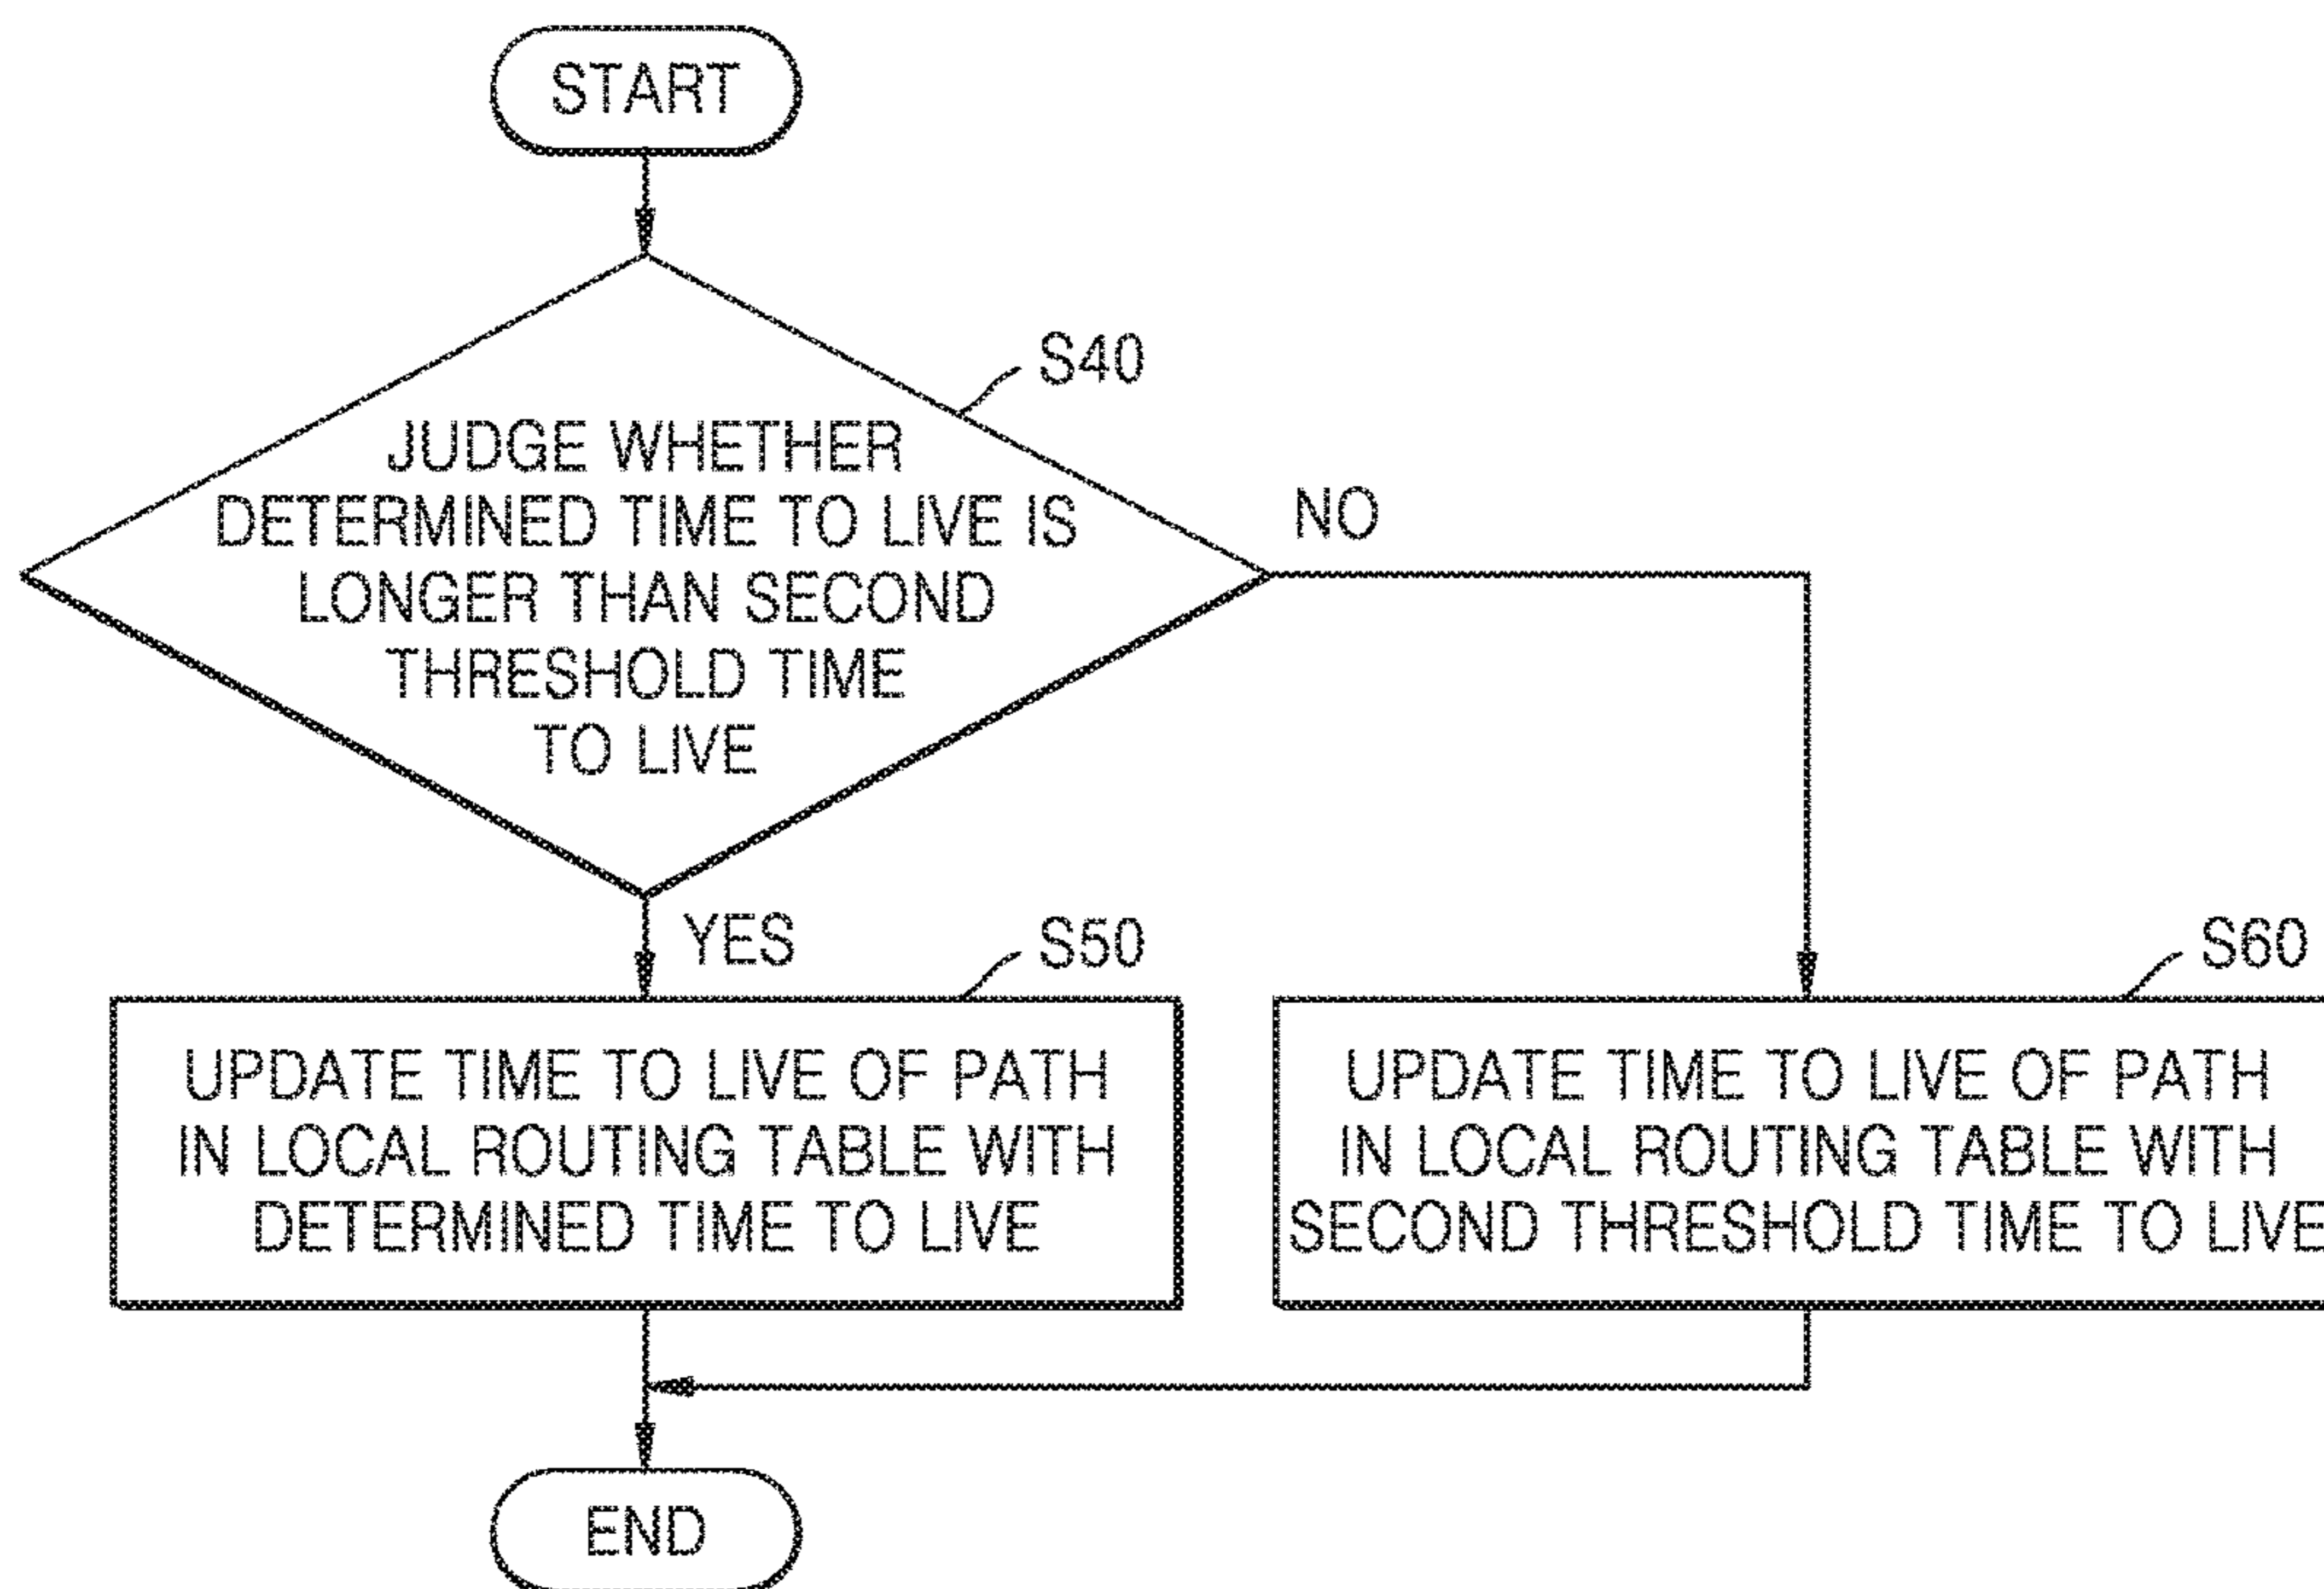 START
S40
JUDGE WHETHER
DETERMINED TIME TO LIVE IS
LONGER THAN SECOND
THRESHOLD TIME
TO LIVE
NO
YES
S50
UPDATE TIME TO LIVE OF PATH
IN LOCAL ROUTING TABLE WITH
DETERMINED TIME TO LIVE
S60
UPDATE TIME TO LIVE OF PATH
IN LOCAL ROUTING TABLE WITH
SECOND THRESHOLD TIME TO LIVE
END